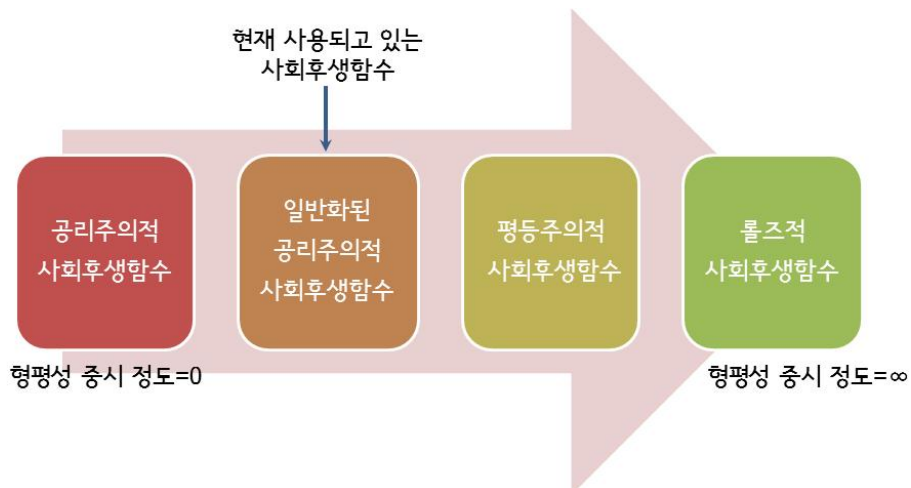 현재 사용되고 있는
사회후생함수
공리주의적
사회후생함수
일반화된
공리주의적
사회후생함수
평등주의적
사회후생함수
롤즈적
사회후생함수
형평성 중시 정도=0
형평성 중시 정도=∞